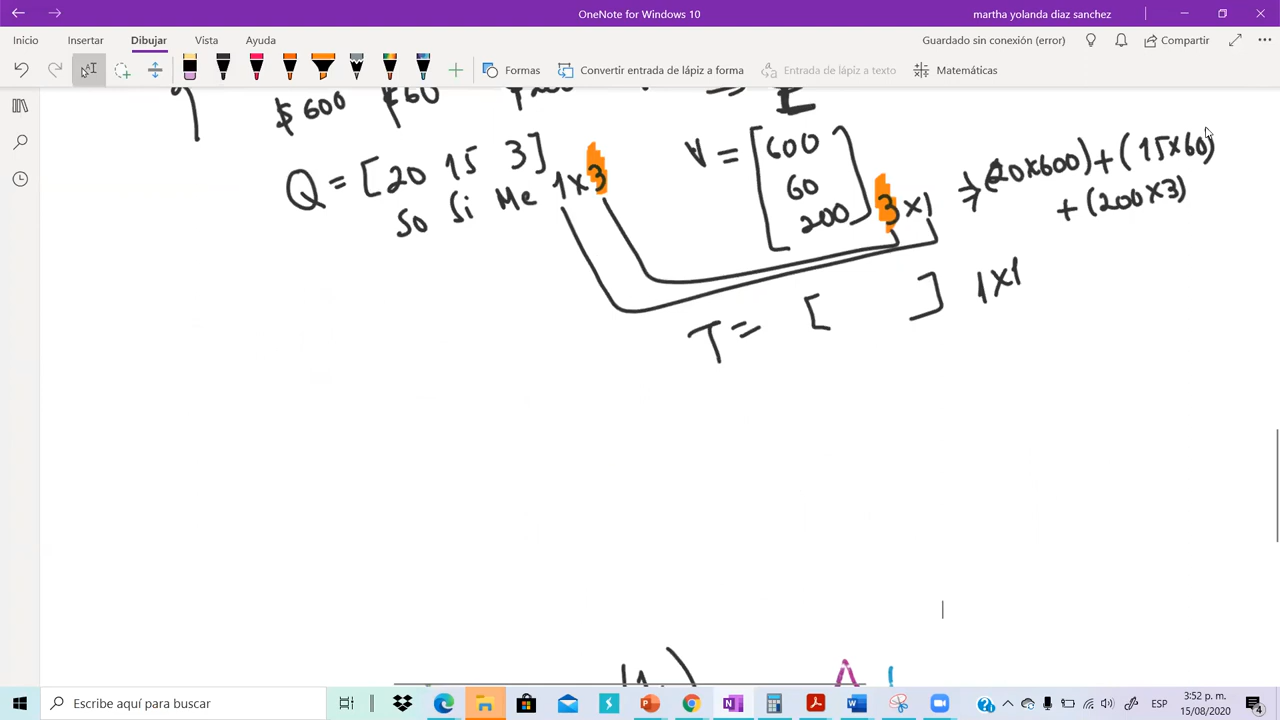 OneNote for Windows 10
martha yolanda diaz sanchez
Inicio Insertar Dibujar Vista Ayuda
Guardado sin conexión (error) Compartir
Formas Convertir entrada de lápiz a forma Entrada de lápiz a texto Matemáticas
$600 $60
Q = [20 15 3] 1x3
So Si Me
V = [600
60
200] 3x1
→ (20x600) + (15x60)
+ (200x3)
T = [ ] 1x1
Escribe aquí para buscar
ESP
3:52 p. m.
15/08/2020
4